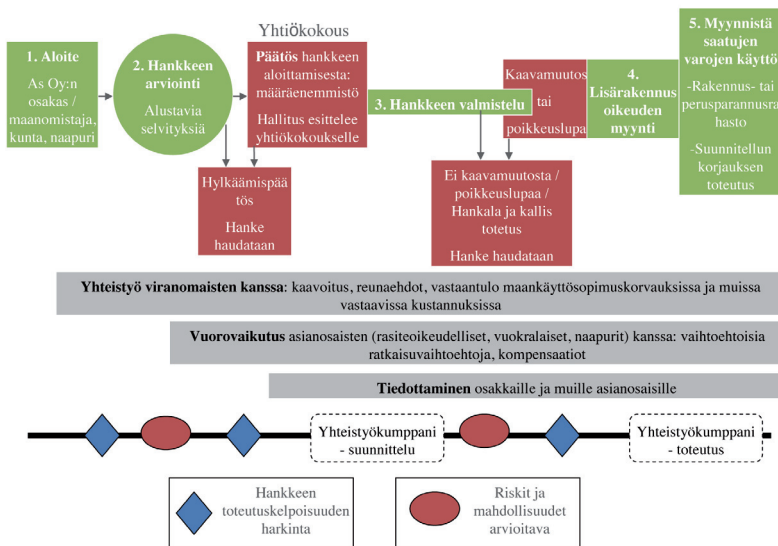 Yhtiökokous
1. Aloite
As Oy:n
osakas /
maanomistaja,
kunta, naapuri
2. Hankkeen
arviointi
Alustavia
selvityksiä
Päätös hankkeen
aloittamisesta:
määräenemmistö
Hallitus esittelee
yhtiökokoukselle
3. Hankkeen valmistelu
Kaavamuutos
tai
poikkeuslupa
4.
Lisärakennus
oikeuden
myynti
5. Myynnistä
saatujen
varojen käyttö
-Rakennus- tai
perusparannusra
hasto
-Suunnitellun
korjauksen
toteutus
Hylkäämispää
tös
Hanke
haudataan
Ei kaavamuutosta /
poikkeuslupaa /
Hankala ja kallis
totetus
Hanke haudataan
Yhteistyö viranomaisten kanssa: kaavoitus, reunaehdot, vastaantulo maankäyttösopimuskorvauksissa ja muissa
vastaavissa kustannuksissa
Vuorovaikutus asianosaisten (rasiteoikeudelliset, vuokralaiset, naapurit) kanssa: vaihtoehtoisia
ratkaisuvaihtoehtoja, kompensaatiot
Tiedottaminen osakkaille ja muille asianosaisille
Yhteistyökumppani
- suunnittelu
Yhteistyökumppani
- toteutus
Hankkeen
toteutuskelpoisuuden
harkinta
Riskit ja
mahdollisuudet
arvioitava